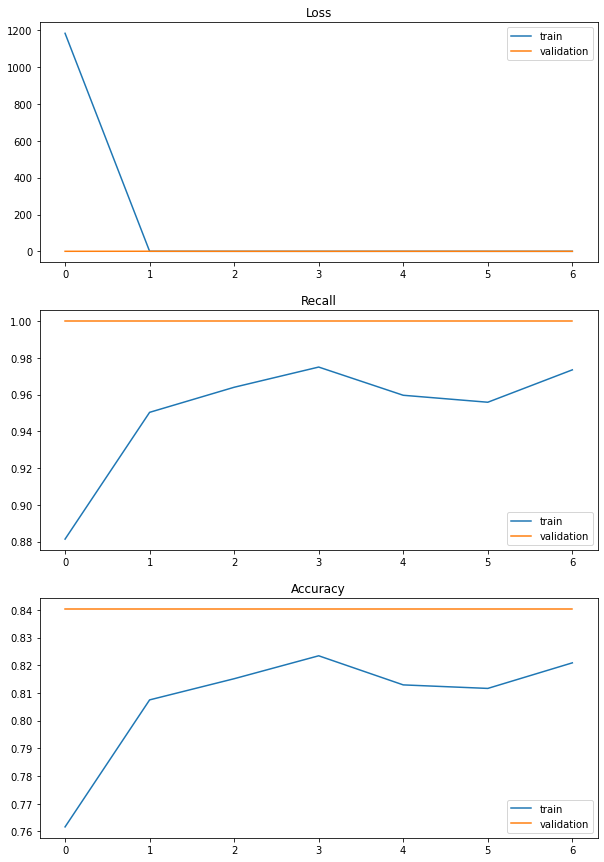 Loss
1200
1000
800
600
400
200
0
train
validation
0 1 2 3 4 5 6
Recall
1.00
0.98
0.96
0.94
0.92
0.90
0.88
train
validation
0 1 2 3 4 5 6
Accuracy
0.84
0.83
0.82
0.81
0.80
0.79
0.78
0.77
0.76
train
validation
0 1 2 3 4 5 6